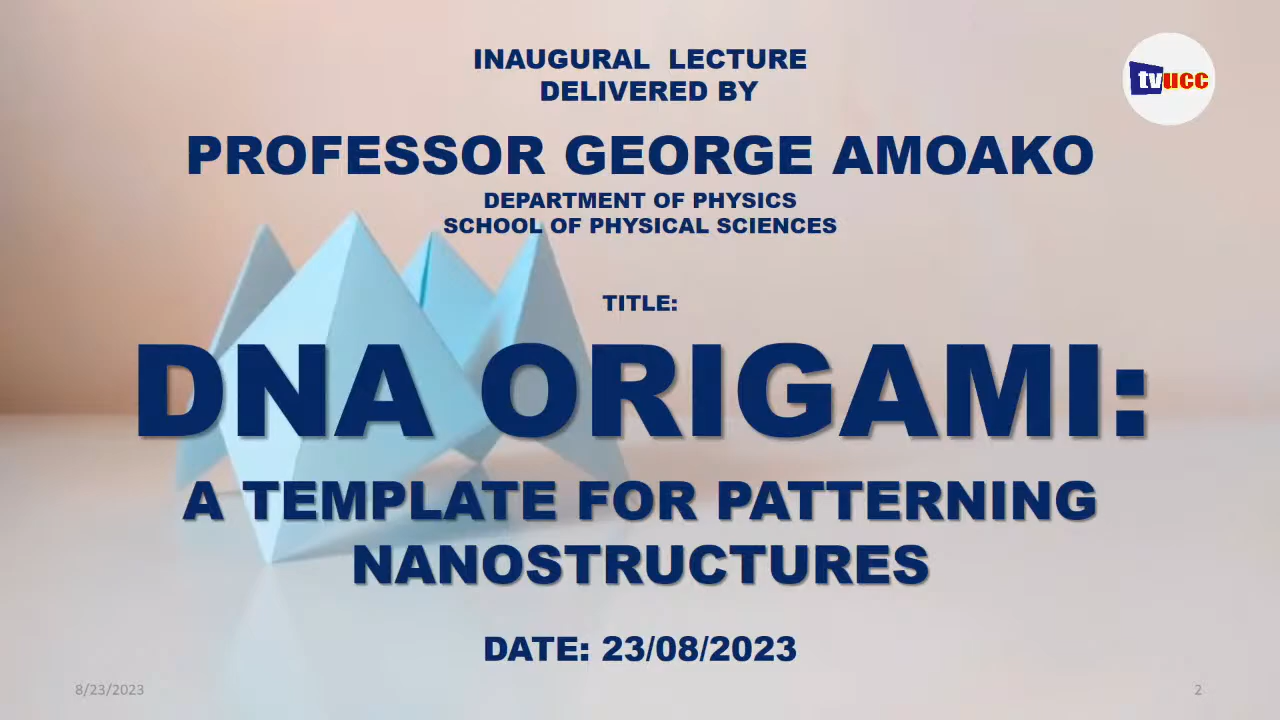 INAUGURAL LECTURE
DELIVERED BY
tvucc
PROFESSOR GEORGE AMOAKO
DEPARTMENT OF PHYSICS
SCHOOL OF PHYSICAL SCIENCES
TITLE:
DNA ORIGAMI:
A TEMPLATE FOR PATTERNING
NANOSTRUCTURES
DATE: 23/08/2023
8/23/2023
2